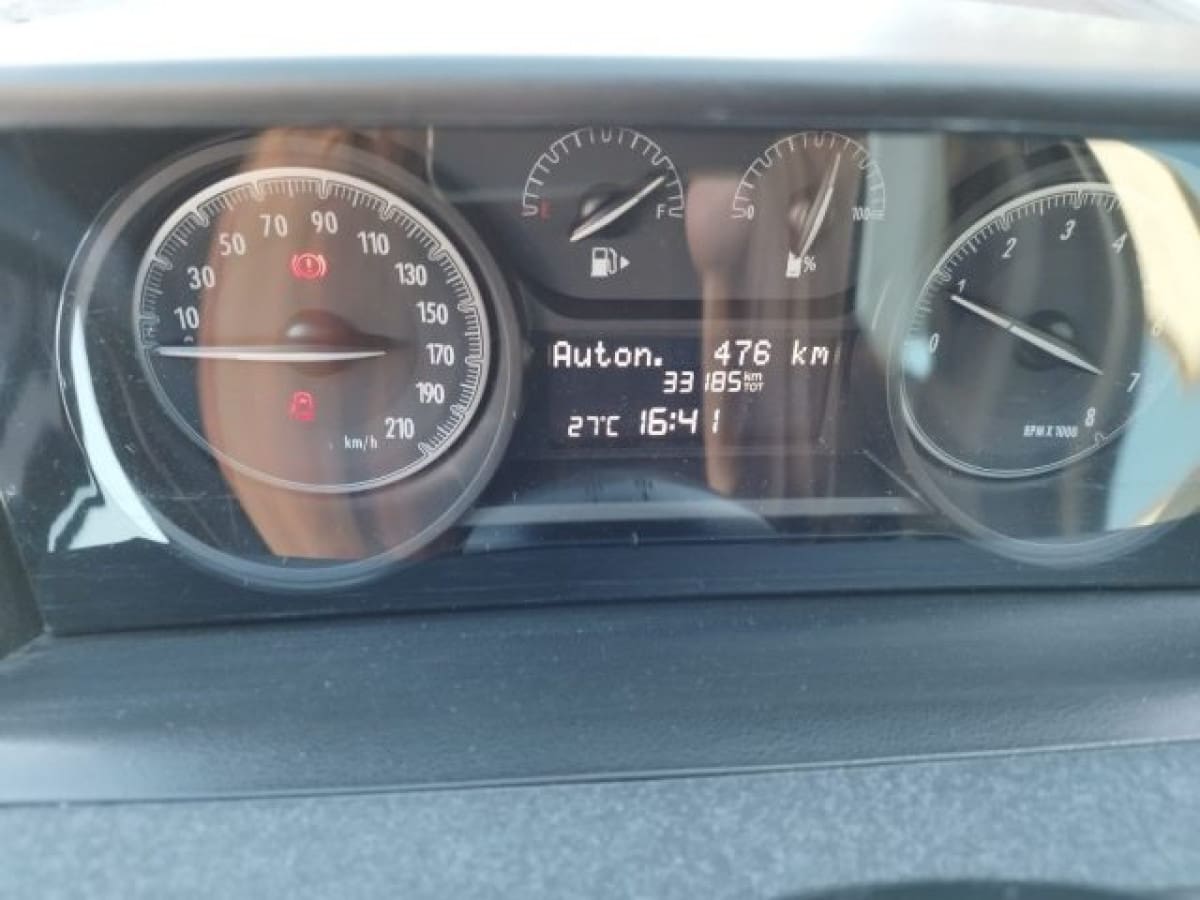 10 30 50 70 90 110 130 150 170 190 210
km/h
E F
0 100
%
Auton. 476 km
33185 km TOT
27°C 16:41
0 1 2 3 4 6 7 8
RPM X 1000